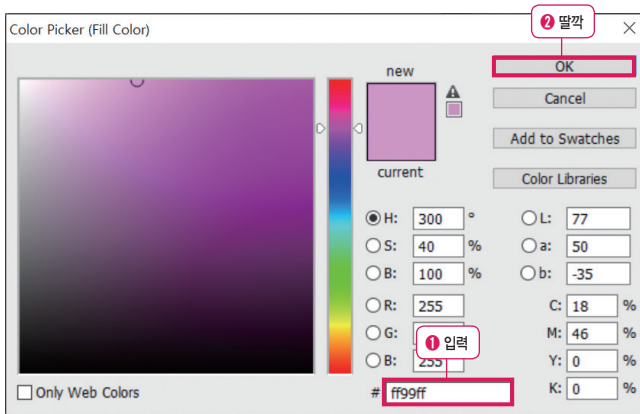 Color Picker (Fill Color)
❷ 딸깍
new
OK
Cancel
Add to Swatches
current
Color Libraries
H: 300 °
L: 77
S: 40 %
a: 50
B: 100 %
b: -35
R: 255
C: 18 %
G:
❶ 입력
M: 46 %
B: 255
Y: 0 %
Only Web Colors
# ff99ff
K: 0 %